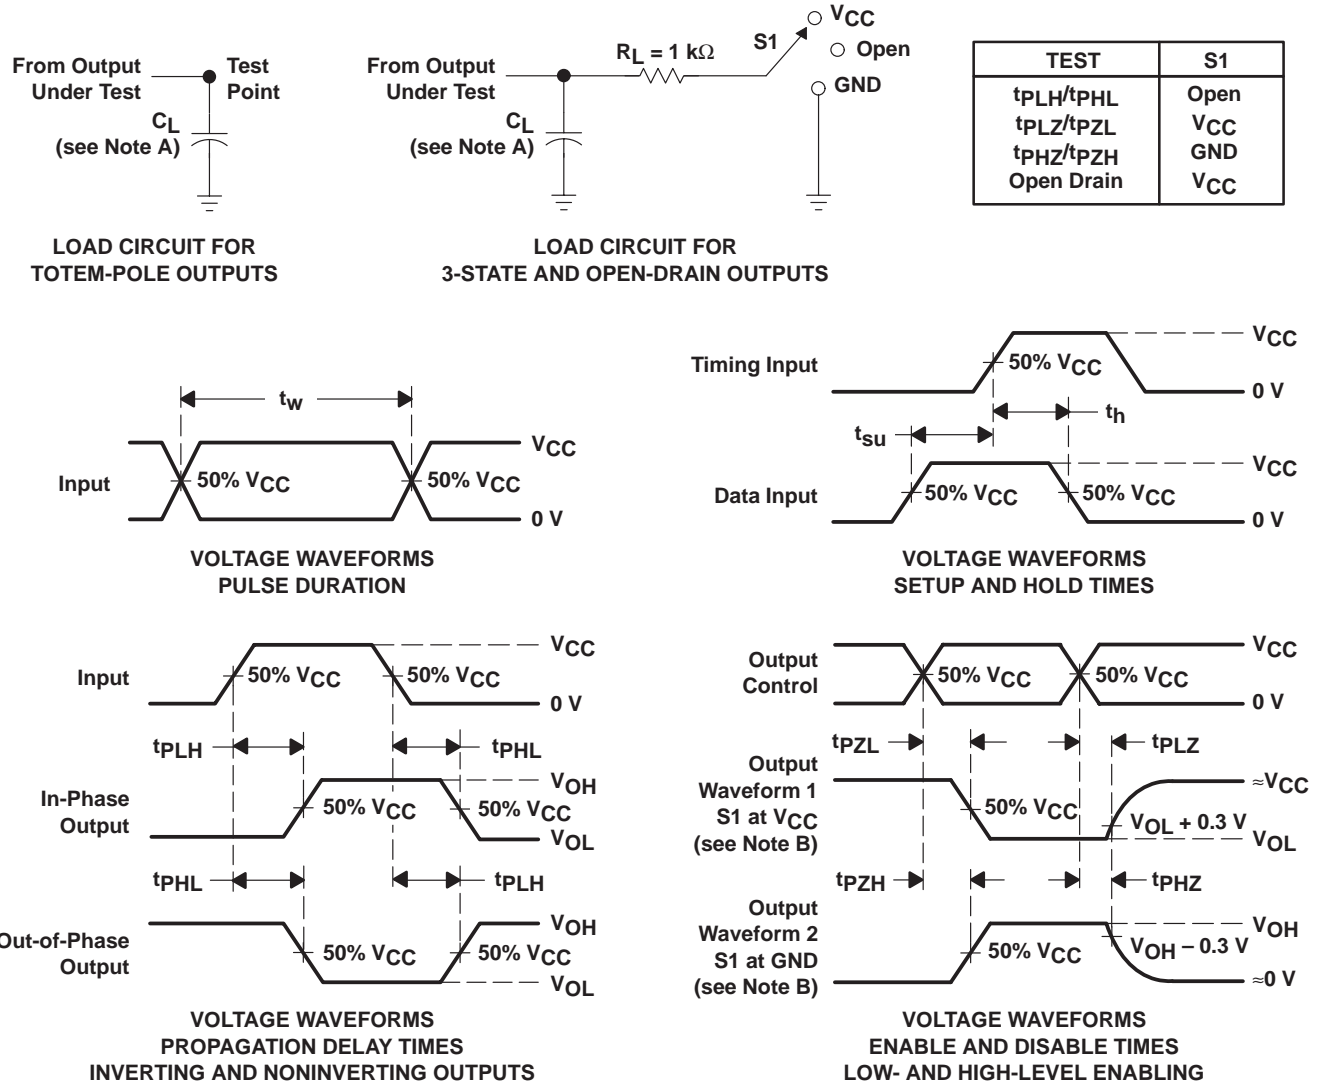 From Output
Under Test
Test
Point
CL
(see Note A)
LOAD CIRCUIT FOR
TOTEM-POLE OUTPUTS
From Output
Under Test
RL = 1 kΩ
S1
VCC
Open
GND
CL
(see Note A)
LOAD CIRCUIT FOR
3-STATE AND OPEN-DRAIN OUTPUTS
TEST S1
tPLH/tPHL Open
tPLZ/tPZL VCC
tPHZ/tPZH GND
Open Drain VCC
tw
Input
50% VCC
50% VCC
VCC
0 V
VOLTAGE WAVEFORMS
PULSE DURATION
Timing Input
50% VCC
VCC
0 V
th
tsu
Data Input
50% VCC
50% VCC
VCC
0 V
VOLTAGE WAVEFORMS
SETUP AND HOLD TIMES
Input
50% VCC
50% VCC
VCC
0 V
tPLH
tPHL
In-Phase
Output
50% VCC
50% VCC
VOH
VOL
tPHL
tPLH
Out-of-Phase
Output
50% VCC
50% VCC
VOH
VOL
VOLTAGE WAVEFORMS
PROPAGATION DELAY TIMES
INVERTING AND NONINVERTING OUTPUTS
Output
Control
50% VCC
50% VCC
VCC
0 V
tPZL
tPLZ
Output
Waveform 1
S1 at VCC
(see Note B)
50% VCC
≈VCC
VOL + 0.3 V
VOL
tPZH
tPHZ
Output
Waveform 2
S1 at GND
(see Note B)
50% VCC
VOH
VOH − 0.3 V
≈0 V
VOLTAGE WAVEFORMS
ENABLE AND DISABLE TIMES
LOW- AND HIGH-LEVEL ENABLING